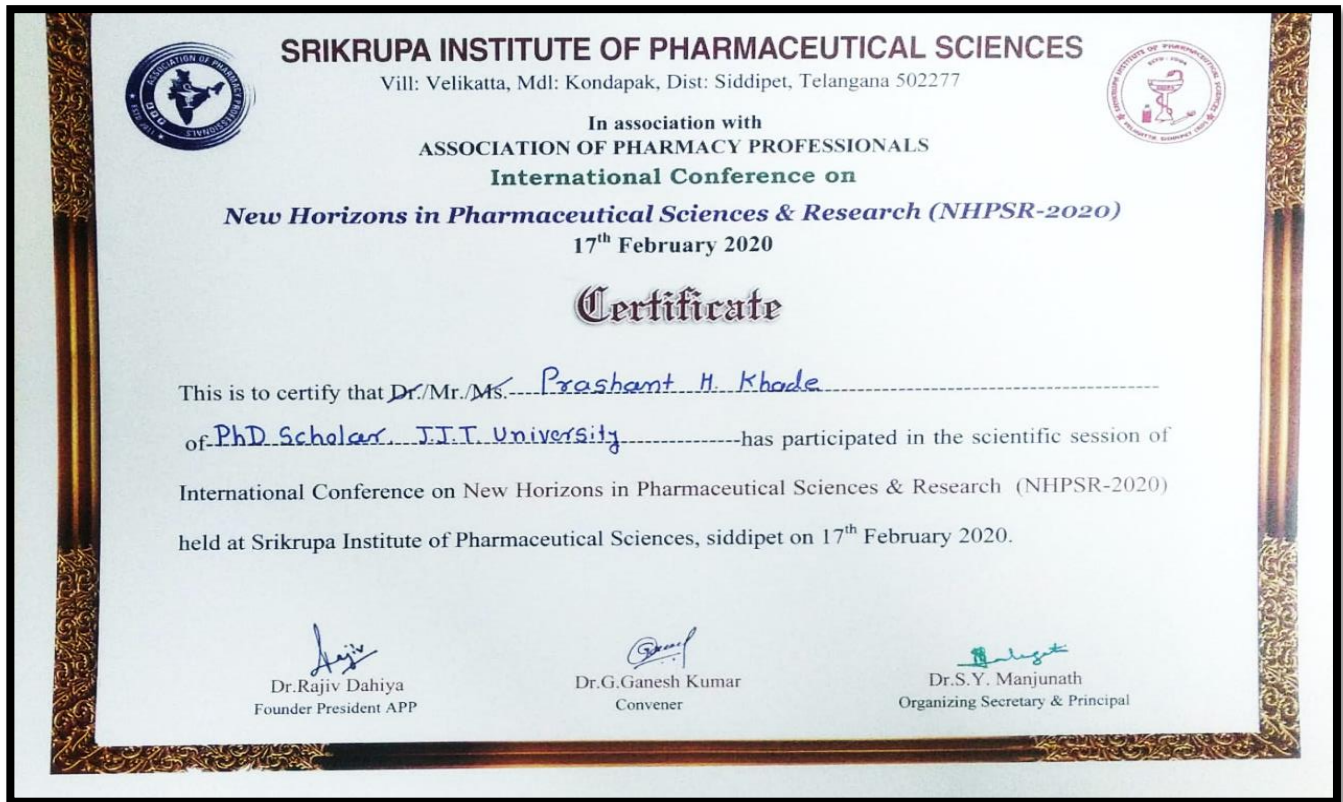 SRIKRUPA INSTITUTE OF PHARMACEUTICAL SCIENCES
Vill: Velikatta, Mdl: Kondapak, Dist: Siddipet, Telangana 502277
In association with
ASSOCIATION OF PHARMACY PROFESSIONALS
International Conference on
New Horizons in Pharmaceutical Sciences & Research (NHPSR-2020)
17th February 2020
Certificate
This is to certify that Dr./Mr./Ms. Prashant H. Khade
of PhD Scholar. J.J.T. University has participated in the scientific session of
International Conference on New Horizons in Pharmaceutical Sciences & Research (NHPSR-2020)
held at Srikrupa Institute of Pharmaceutical Sciences, siddipet on 17th February 2020.
Dr.Rajiv Dahiya
Founder President APP
Dr.G.Ganesh Kumar
Convener
Dr.S.Y. Manjunath
Organizing Secretary & Principal
ASSOCIATION OF PHARMACY PROFESSIONALS